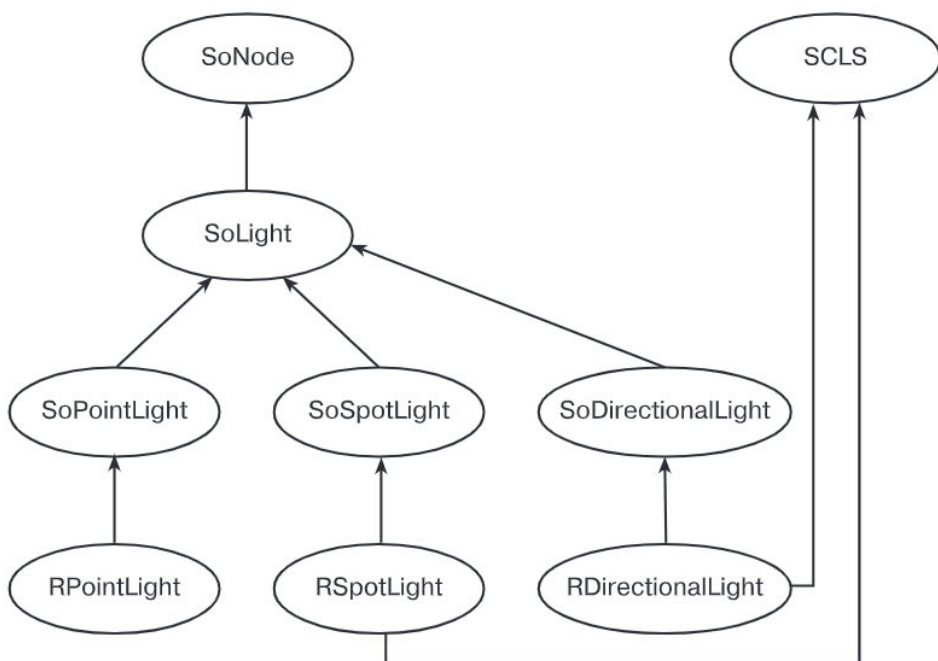 SoNode
SCLS
SoLight
SoPointLight
SoSpotLight
SoDirectionalLight
RPointLight
RSpotLight
RDirectionalLight